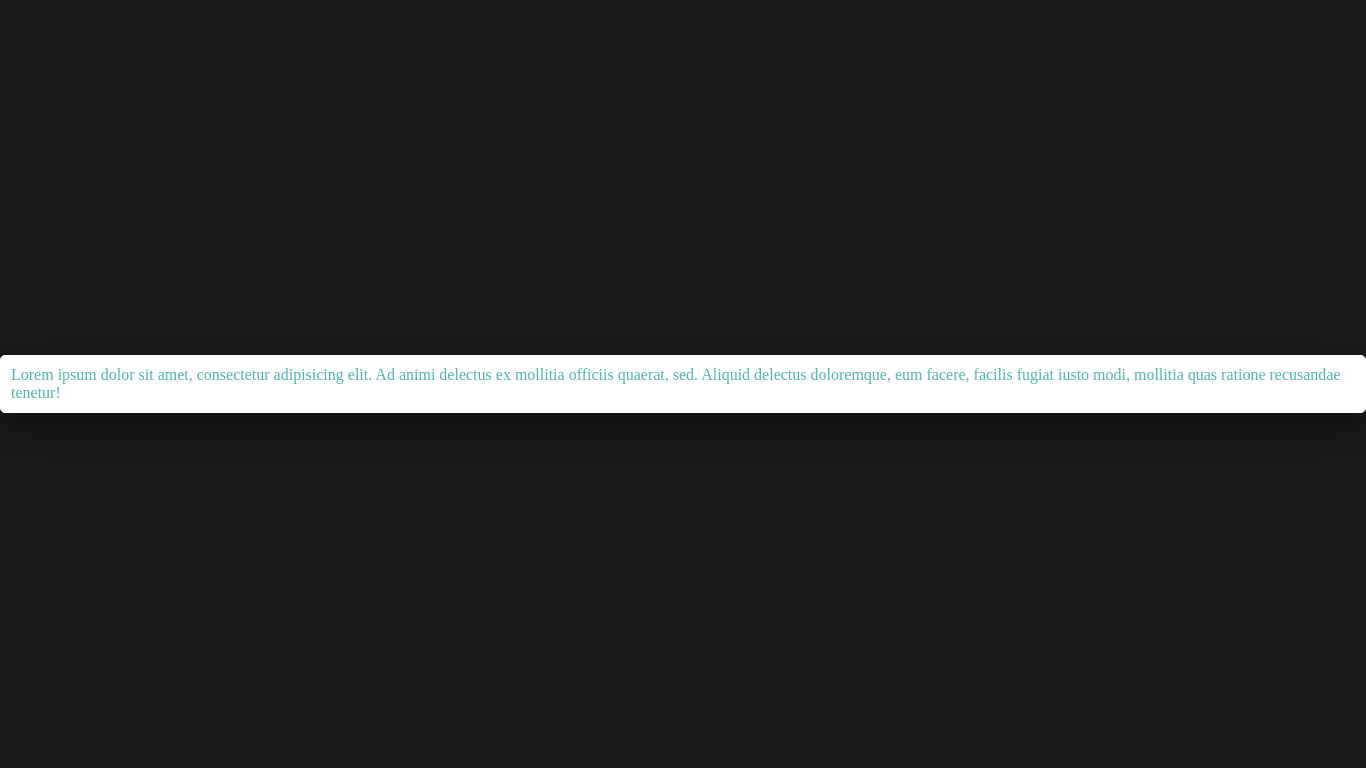 Lorem ipsum dolor sit amet, consectetur adipisicing elit. Ad animi delectus ex mollitia officiis quaerat, sed. Aliquid delectus doloremque, eum facere, facilis fugiat iusto modi, mollitia quas ratione recusandae
tenetur!